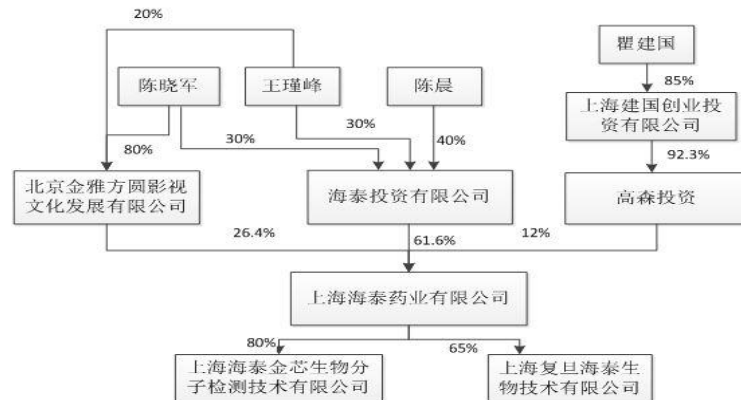 20%
瞿建国
陈晓军
王瑾峰
陈晨
85%
上海建国创业投
资有限公司
80%
30%
30%
40%
92.3%
北京金雅方圆影视
文化发展有限公司
海泰投资有限公司
高森投资
26.4%
61.6%
12%
上海海泰药业有限公司
80%
65%
上海海泰金芯生物分
子检测技术有限公司
上海复旦海泰生
物技术有限公司